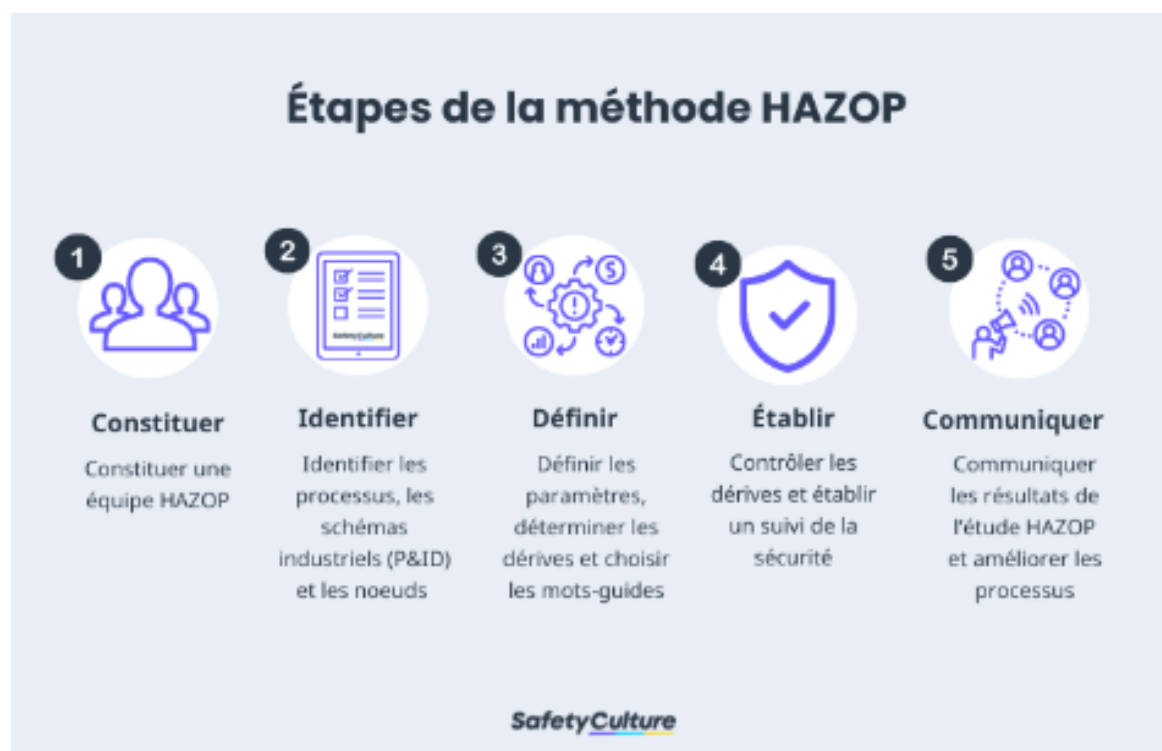 Étapes de la méthode HAZOP
1
Constituer
Constituer une
équipe HAZOP
2
SafetyCulture
Identifier
Identifier les
processus, les
schémas
industriels (P&ID)
et les noeuds
3
Définir
Définir les
paramètres,
déterminer les
dérives et choisir
les mots-guides
4
Établir
Contrôler les
dérives et établir
un suivi de la
sécurité
5
Communiquer
Communiquer
les résultats de
l'étude HAZOP
et améliorer les
processus
SafetyCulture